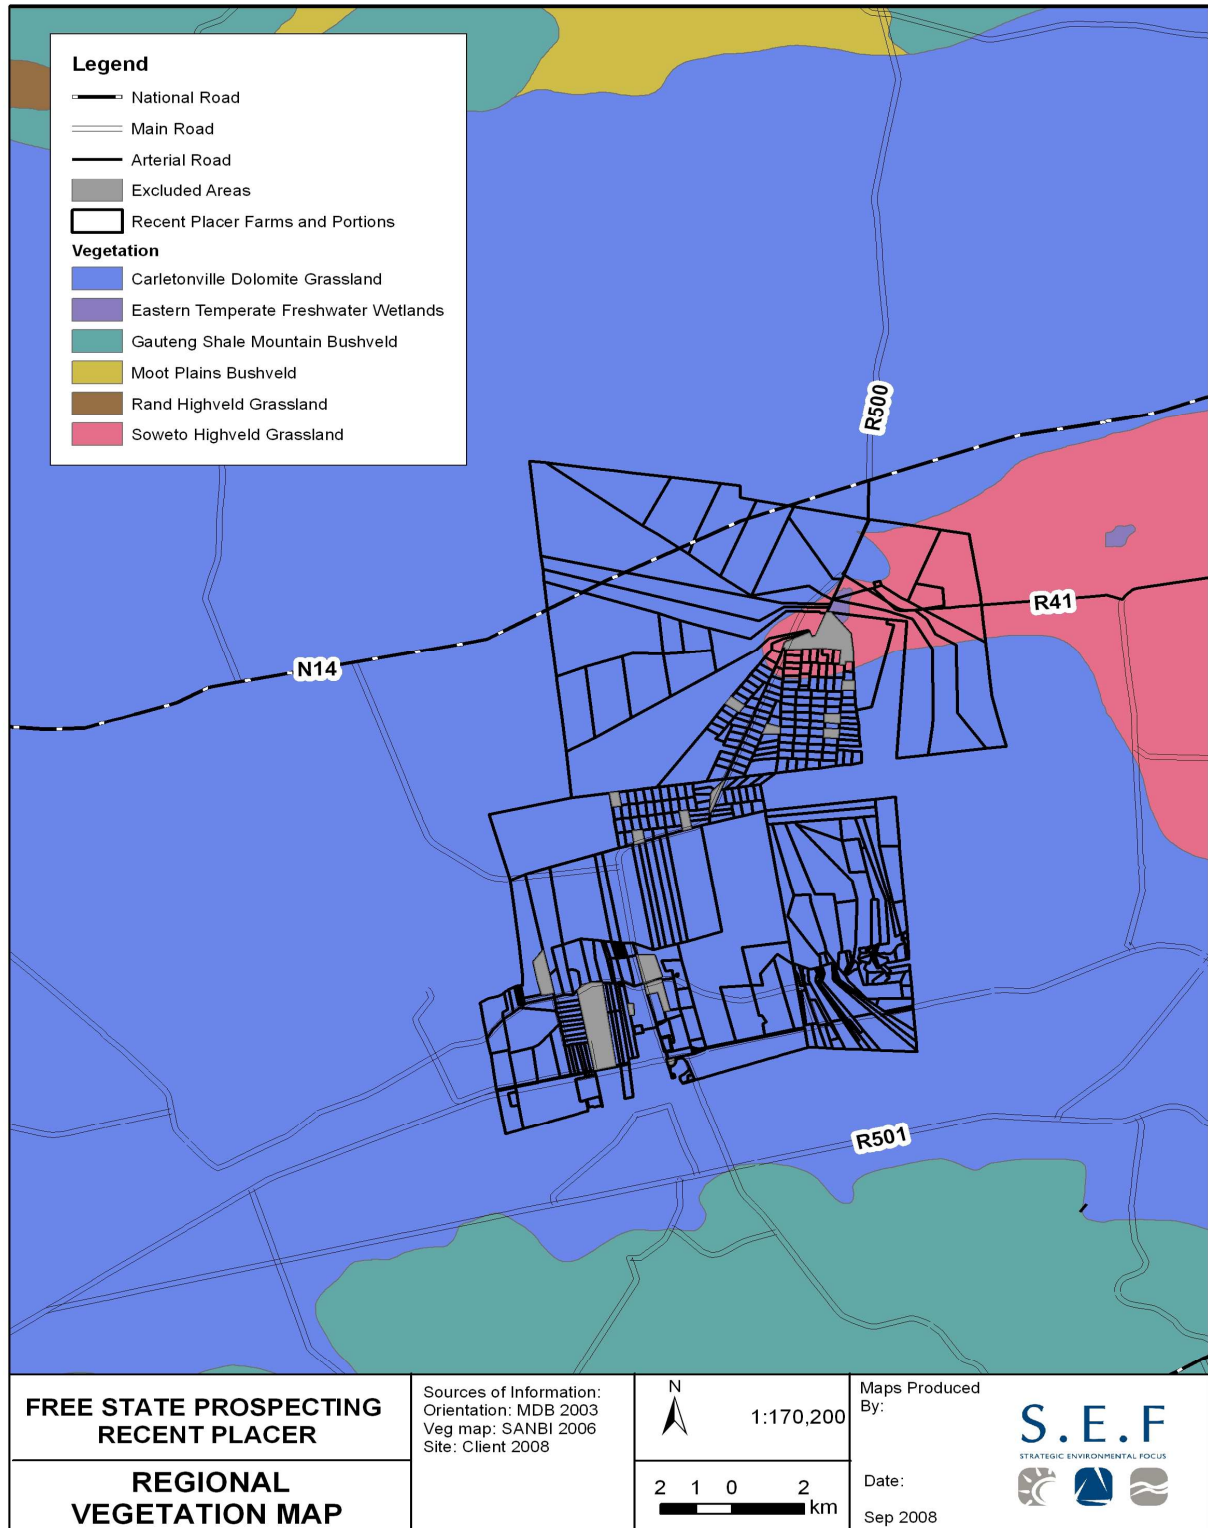 Legend
National Road
Main Road
Arterial Road
Excluded Areas
Recent Placer Farms and Portions
Vegetation
Carletonville Dolomite Grassland
Eastern Temperate Freshwater Wetlands
Gauteng Shale Mountain Bushveld
Moot Plains Bushveld
Rand Highveld Grassland
Soweto Highveld Grassland
R500
R41
N14
R501
FREE STATE PROSPECTING
RECENT PLACER
REGIONAL
VEGETATION MAP
Sources of Information:
Orientation: MDB 2003
Veg map: SANBI 2006
Site: Client 2008
N
1:170,200
2 1 0 2
km
Maps Produced
By:
S.E.F
STRATEGIC ENVIRONMENTAL FOCUS
Date:
Sep 2008